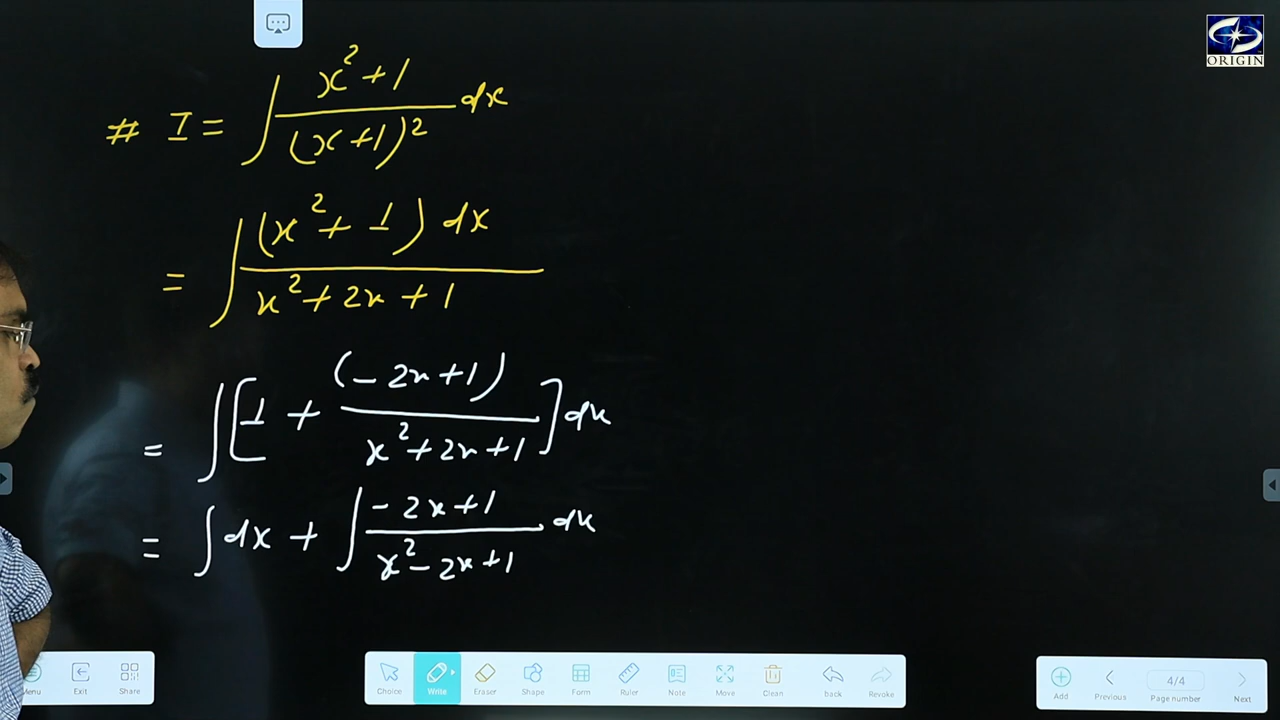 ORIGIN
# I = ∫ (x²+1)/(x+1)² dx
= ∫ (x²+1) dx / (x²+2x+1)
= ∫ [1 + (-2x+1)/(x²+2x+1)] dx
= ∫ dx + ∫ (-2x+1)/(x²-2x+1) dx
Menu Exit Share Choice Write Eraser Shape Form Ruler Note Move Clean back Revoke Add Previous 4/4 Page number Next